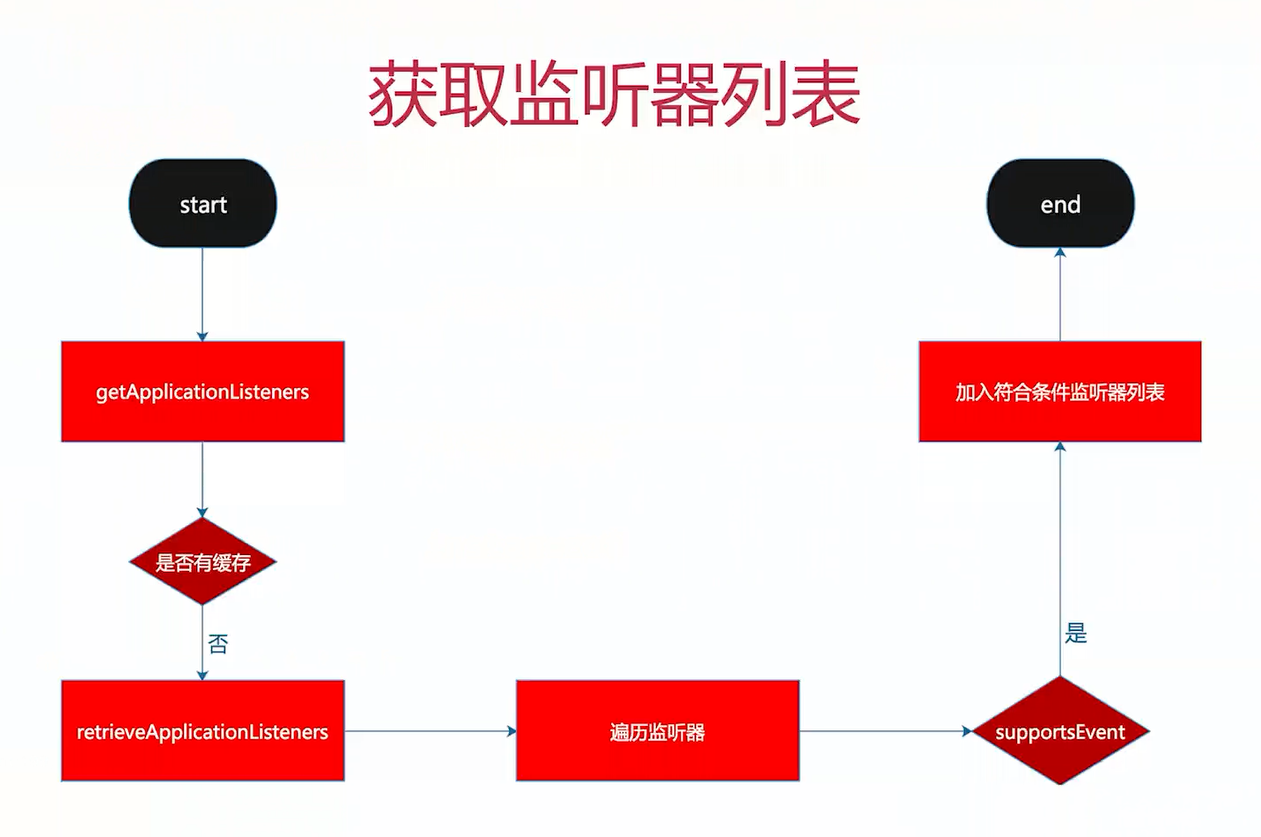 获取监听器列表
start
end
getApplicationListeners
加入符合条件监听器列表
是否有缓存
否
是
retrieveApplicationListeners
遍历监听器
supportsEvent